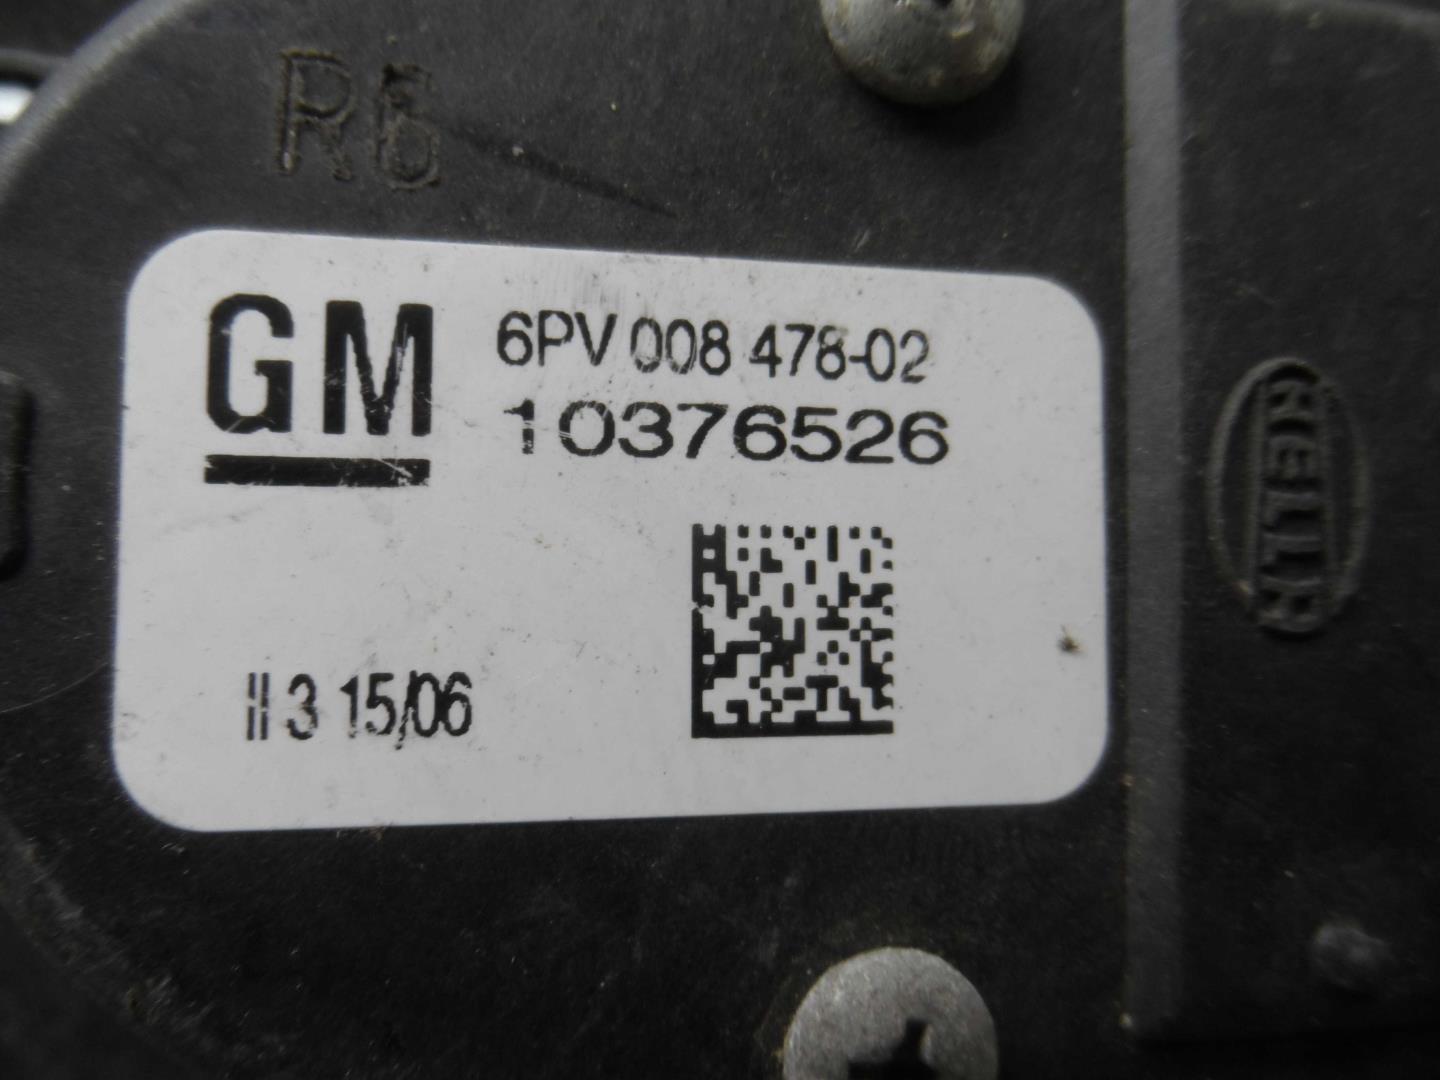 R6
GM
6PV 008 478-02
10376526
II 3 15/06
HELLA